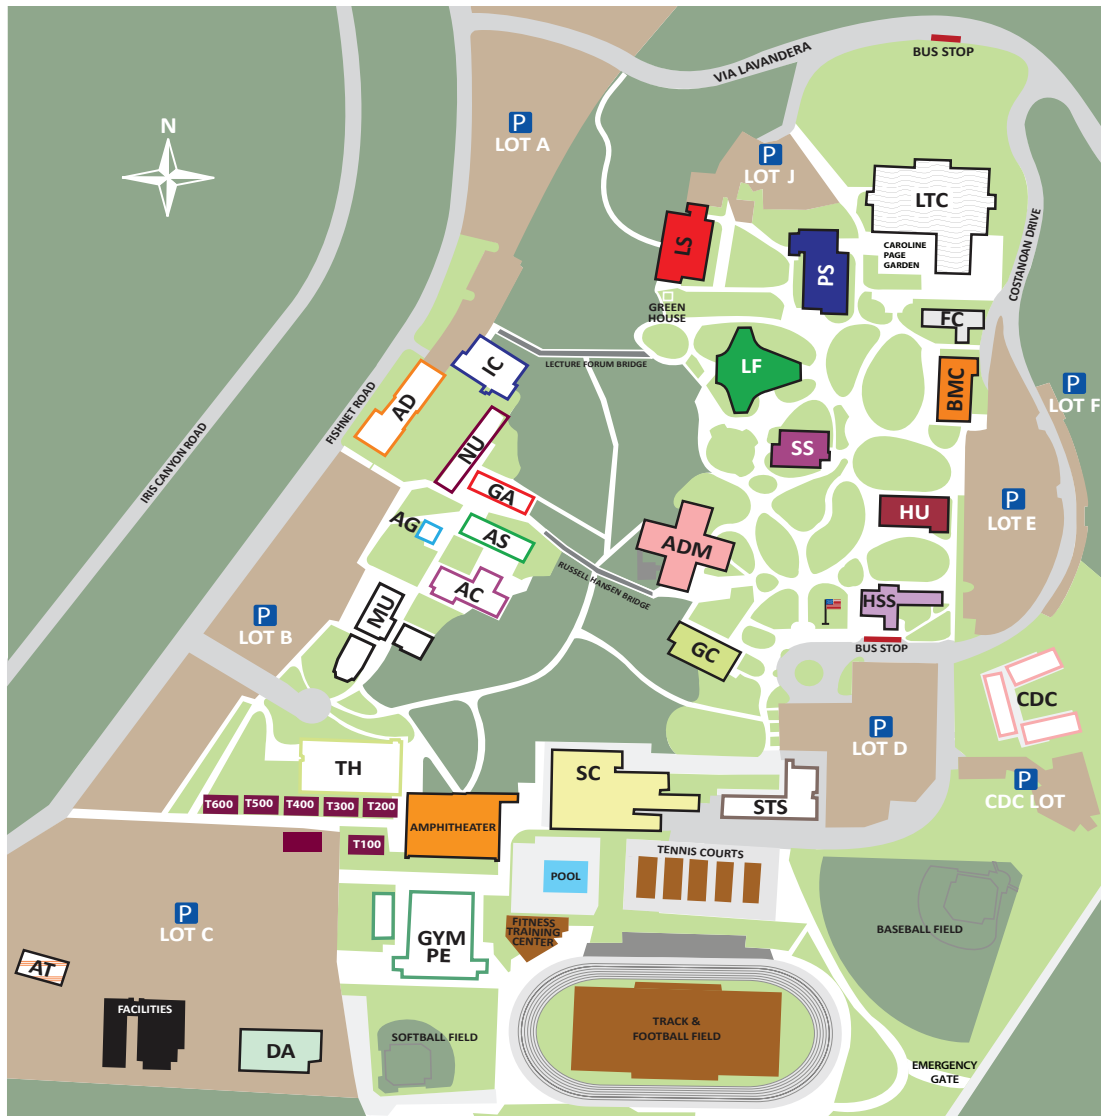 BUS STOP
VIA LAVANDERA
N
P
LOT A
P
LOT J
LTC
LS
CAROLINE
PAGE
GARDEN
PS
COSTANOAN DRIVE
GREEN
HOUSE
FC
LECTURE FORUM BRIDGE
IC
LF
BMC
P
LOT F
AD
FISHNET ROAD
NU
SS
IRIS CANYON ROAD
GA
P
LOT E
HU
AG
AS
ADM
RUSSELL HANSEN BRIDGE
AC
MU
HSS
P
LOT B
BUS STOP
GC
CDC
P
LOT D
TH
SC
P
CDC LOT
STS
T600
T500
T400
T300
T200
AMPHITHEATER
T100
TENNIS COURTS
POOL
P
LOT C
FITNESS
TRAINING
CENTER
GYM
PE
BASEBALL FIELD
AT
FACILITIES
TRACK &
FOOTBALL FIELD
SOFTBALL FIELD
DA
EMERGENCY
GATE